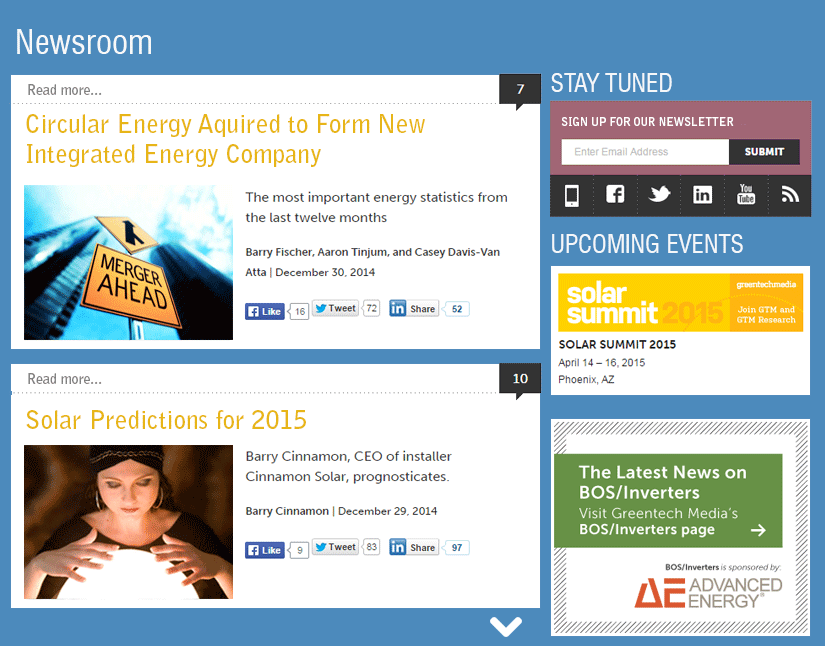 Newsroom
Read more...
7
Circular Energy Aquired to Form New
Integrated Energy Company
MERGER
AHEAD
The most important energy statistics from
the last twelve months
Barry Fischer, Aaron Tinjum, and Casey Davis-Van
Atta | December 30, 2014
Like 16 Tweet 72 in Share 52
Read more...
10
Solar Predictions for 2015
Barry Cinnamon, CEO of installer
Cinnamon Solar, prognosticates.
Barry Cinnamon | December 29, 2014
Like 9 Tweet 83 in Share 97
STAY TUNED
SIGN UP FOR OUR NEWSLETTER
Enter Email Address SUBMIT
f in You
Tube
UPCOMING EVENTS
solar
summit 2015
greentechmedia
Join GTM and
GTM Research
SOLAR SUMMIT 2015
April 14 – 16, 2015
Phoenix, AZ
The Latest News on
BOS/Inverters
Visit Greentech Media's
BOS/Inverters page
BOS/Inverters is sponsored by:
AE ADVANCED
ENERGY®